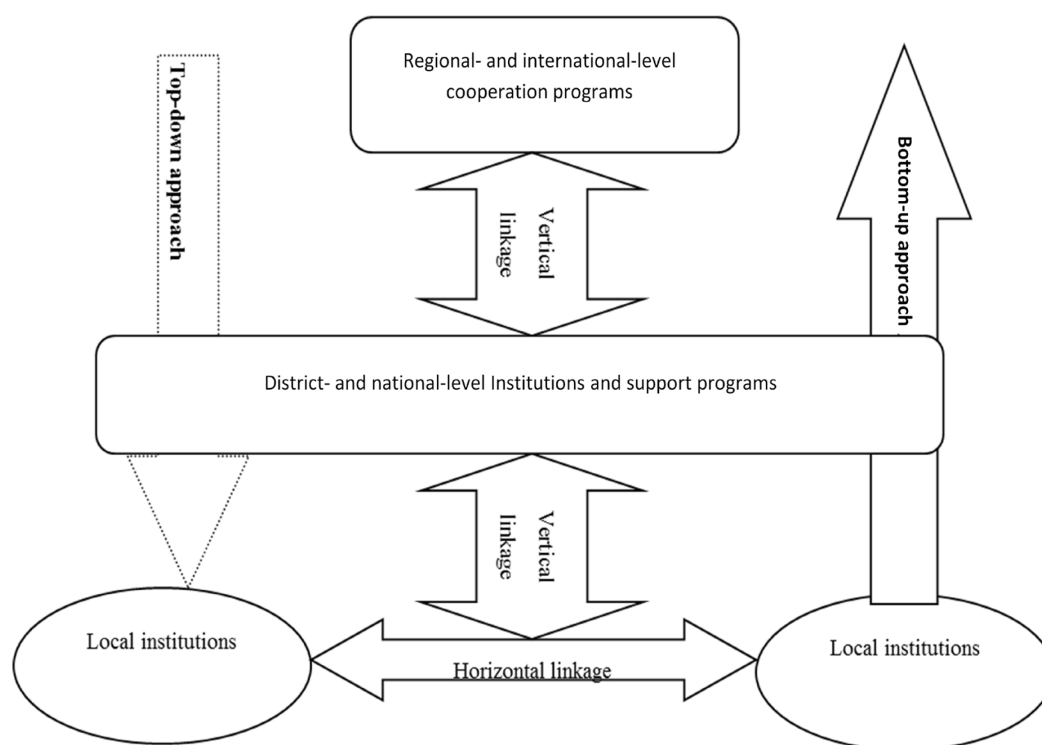 Regional- and international-level
cooperation programs
Top-down approach
Bottom-up approach
Vertical
linkage
District- and national-level Institutions and support programs
Vertical
linkage
Local institutions
Horizontal linkage
Local institutions